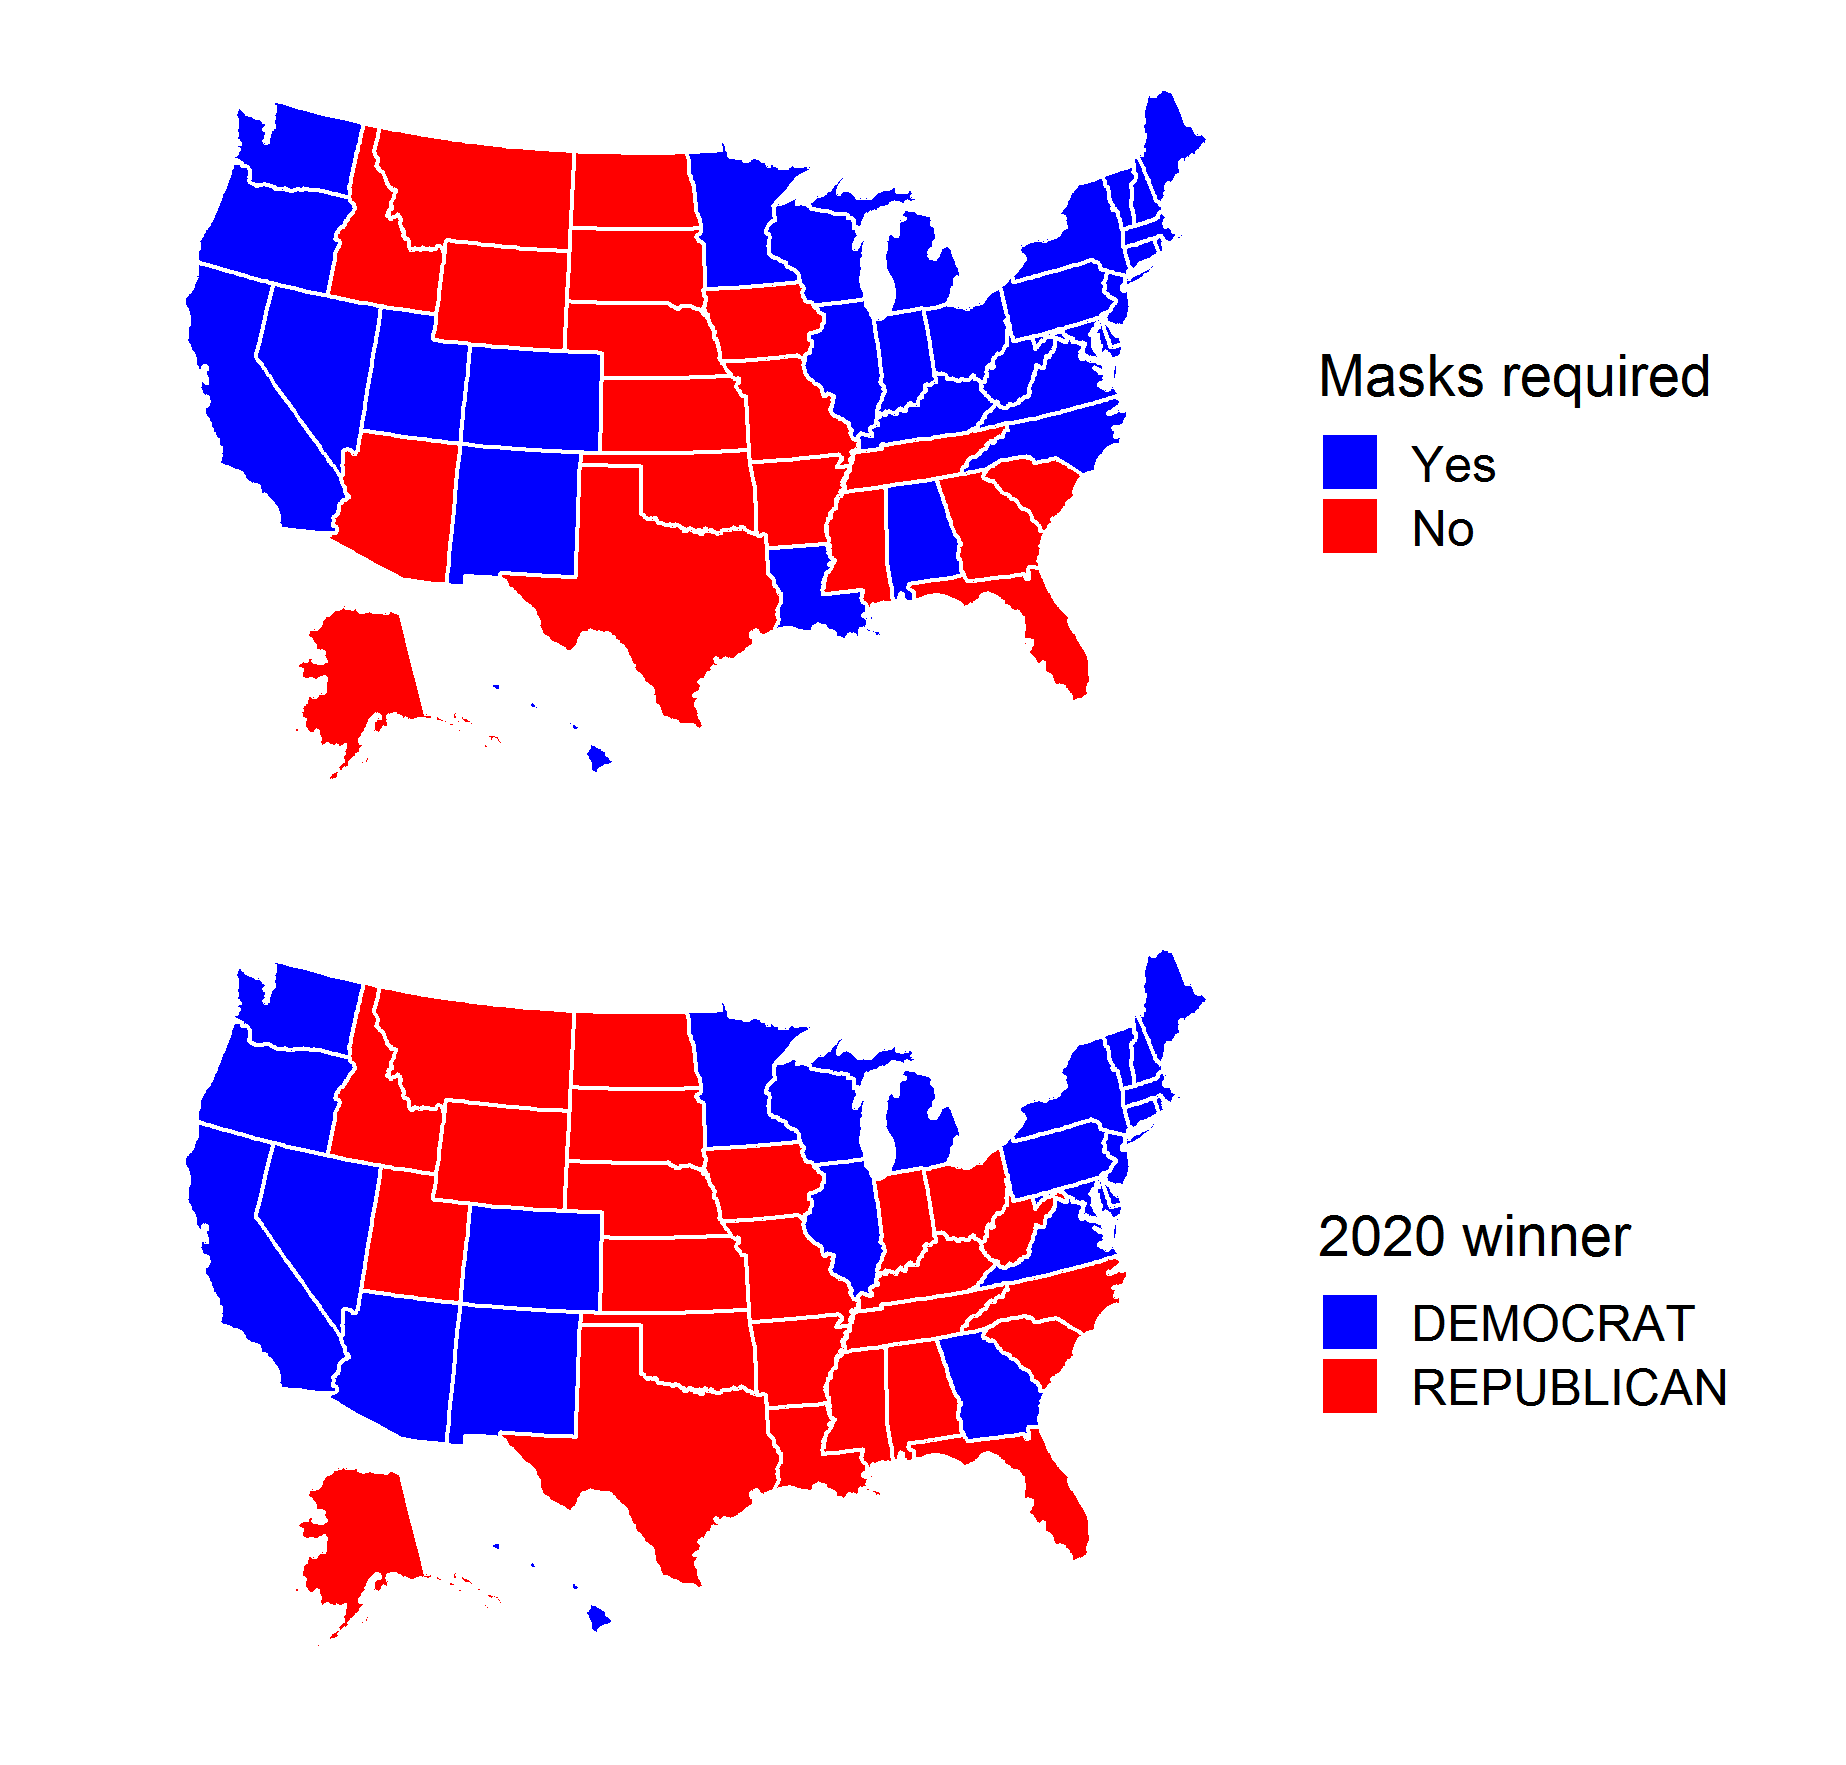 Masks required
Yes
No
2020 winner
DEMOCRAT
REPUBLICAN